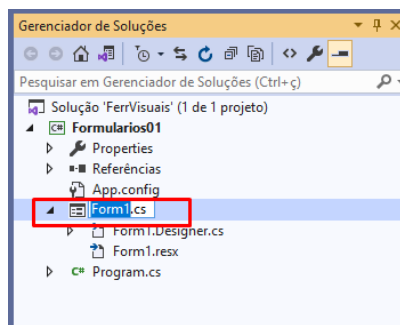 Gerenciador de Soluções
Pesquisar em Gerenciador de Soluções (Ctrl+ç)
Solução 'FerrVisuais' (1 de 1 projeto)
C# Formularios01
Properties
Referências
App.config
Form1.cs
Form1.Designer.cs
Form1.resx
C# Program.cs